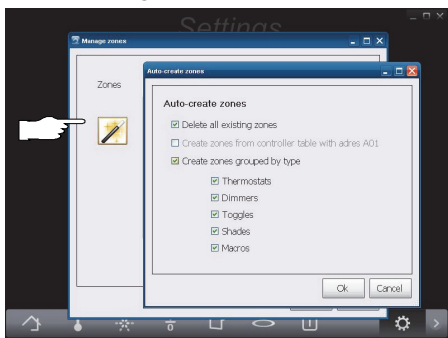 Settings
Manage zones
Auto-create zones
Zones
Auto-create zones
Delete all existing zones
Create zones from controller table with adres A01
Create zones grouped by type
Thermostats
Dimmers
Toggles
Shades
Macros
Ok
Cancel